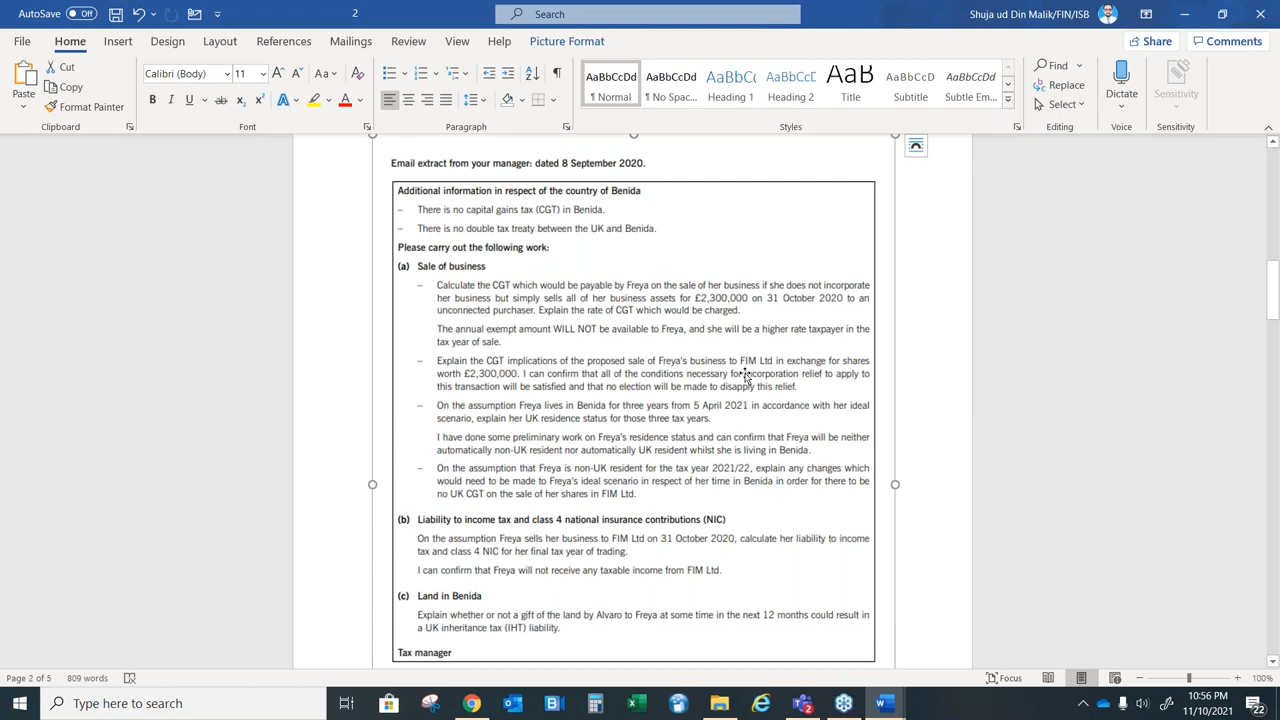 AutoSave Off 2 Search Shuja ud Din Malik/FIN/ISB
File Home Insert Design Layout References Mailings Review View Help Picture Format Share Comments
Paste Cut Copy Format Painter
Calibri (Body) 11
AaBbCcDd AaBbCcDd AaBbCc AaBbCcD AaB AaBbCcD AaBbCcDd
¶ Normal ¶ No Spac... Heading 1 Heading 2 Title Subtitle Subtle Em...
Find Replace Select Dictate Sensitivity
Clipboard Font Paragraph Styles Editing Voice Sensitivity
Email extract from your manager: dated 8 September 2020.
Additional information in respect of the country of Benida
– There is no capital gains tax (CGT) in Benida.
– There is no double tax treaty between the UK and Benida.
Please carry out the following work:
(a) Sale of business
– Calculate the CGT which would be payable by Freya on the sale of her business if she does not incorporate
her business but simply sells all of her business assets for £2,300,000 on 31 October 2020 to an
unconnected purchaser. Explain the rate of CGT which would be charged.
The annual exempt amount WILL NOT be available to Freya, and she will be a higher rate taxpayer in the
tax year of sale.
– Explain the CGT implications of the proposed sale of Freya's business to FIM Ltd in exchange for shares
worth £2,300,000. I can confirm that all of the conditions necessary for incorporation relief to apply to
this transaction will be satisfied and that no election will be made to disapply this relief.
– On the assumption Freya lives in Benida for three years from 5 April 2021 in accordance with her ideal
scenario, explain her UK residence status for those three tax years.
I have done some preliminary work on Freya's residence status and can confirm that Freya will be neither
automatically non-UK resident nor automatically UK resident whilst she is living in Benida.
– On the assumption that Freya is non-UK resident for the tax year 2021/22, explain any changes which
would need to be made to Freya's ideal scenario in respect of her time in Benida in order for there to be
no UK CGT on the sale of her shares in FIM Ltd.
(b) Liability to income tax and class 4 national insurance contributions (NIC)
On the assumption Freya sells her business to FIM Ltd on 31 October 2020, calculate her liability to income
tax and class 4 NIC for her final tax year of trading.
I can confirm that Freya will not receive any taxable income from FIM Ltd.
(c) Land in Benida
Explain whether or not a gift of the land by Alvaro to Freya at some time in the next 12 months could result in
a UK inheritance tax (IHT) liability.
Tax manager
Page 2 of 5 809 words Focus 100%
Type here to search 10:56 PM
11/10/2021